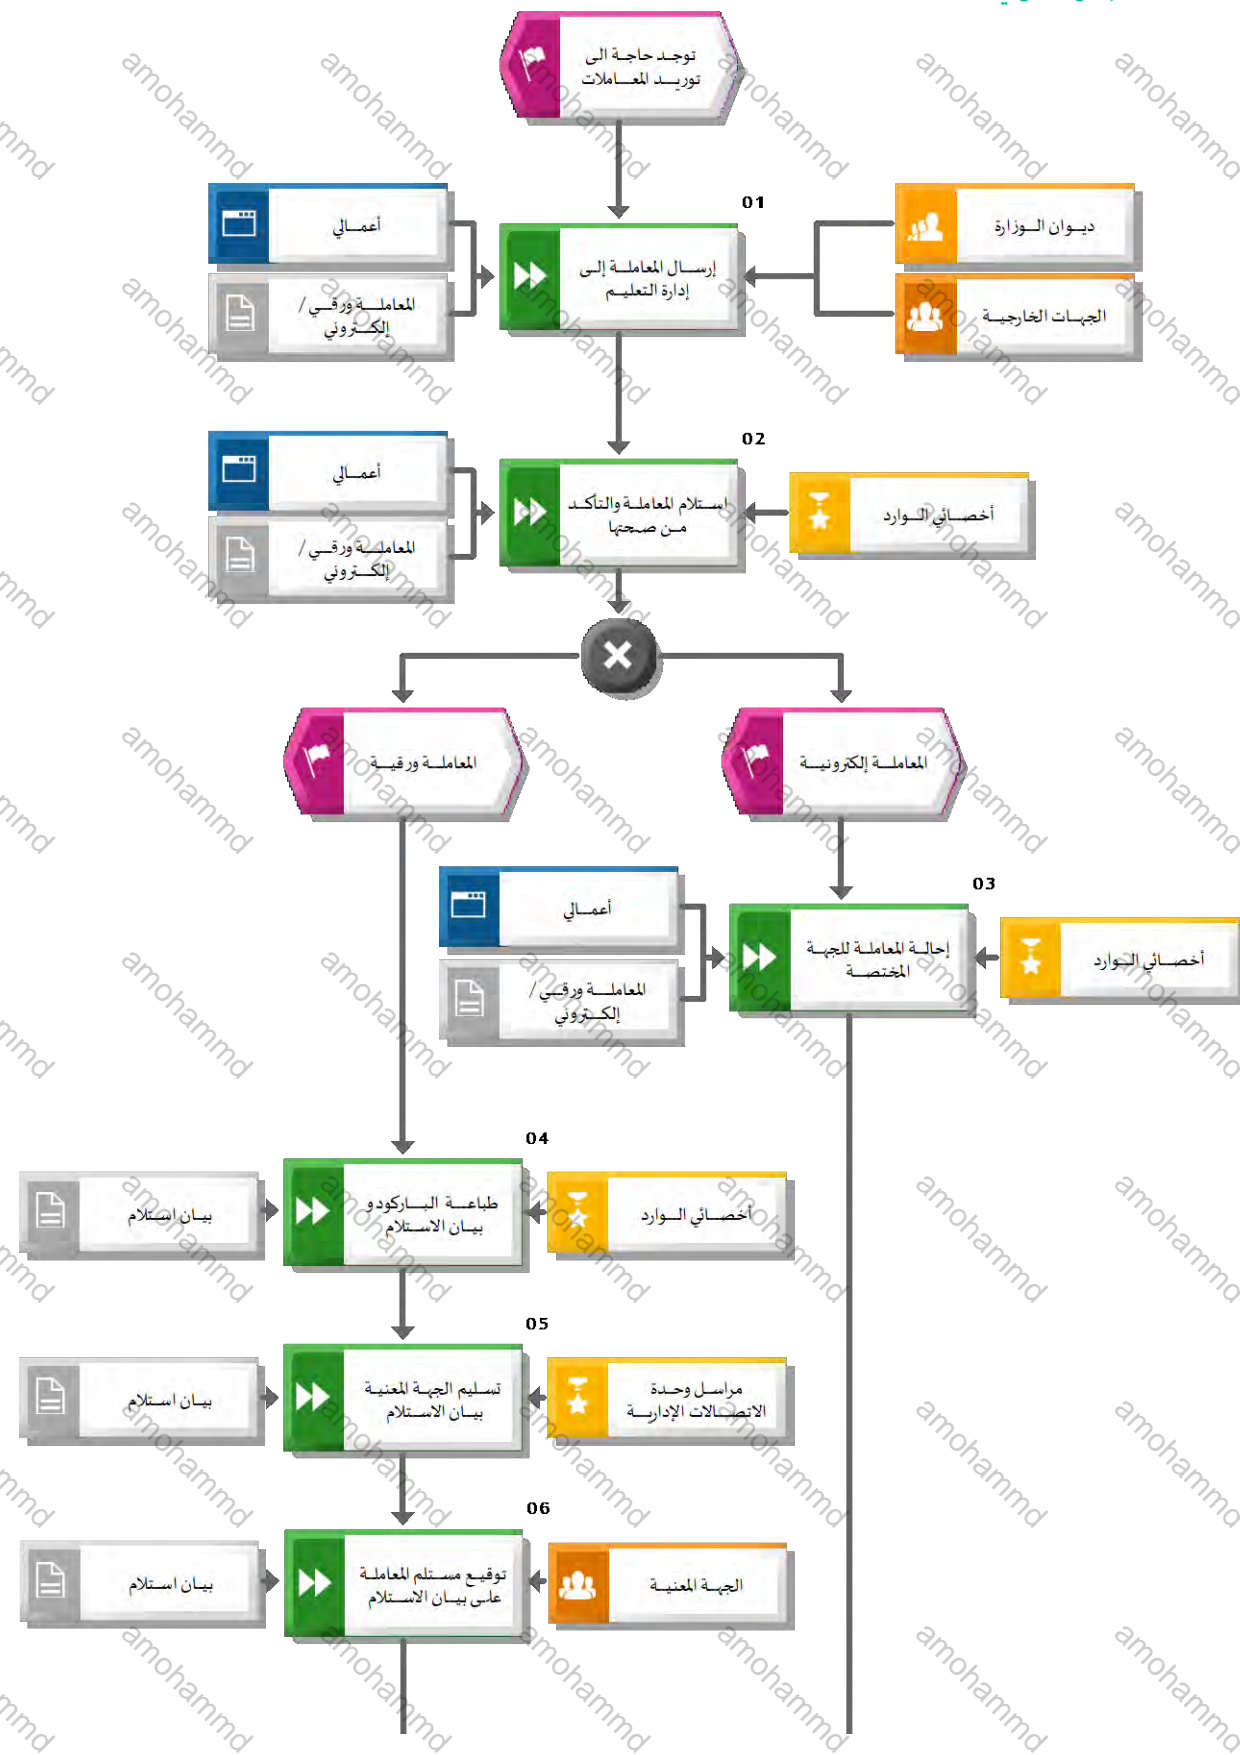 توجد حاجة الى
توريد المعاملات
01
ديوان الوزارة
أعمالي
إرسال المعاملة إلى
إدارة التعليم
الجهات الخارجية
المعاملة ورقي /
إلكتروني
02
أعمالي
استلام المعاملة والتأكد
من صحتها
أخصائي الوارد
المعاملة ورقي /
إلكتروني
المعاملة إلكترونية
المعاملة ورقية
03
أعمالي
إحالة المعاملة للجهة
المختصة
أخصائي الوارد
المعاملة ورقي /
إلكتروني
04
أخصائي الوارد
طباعة الباركود و
بيان الاستلام
بيان استلام
05
مراسل وحدة
الاتصالات الإدارية
تسليم الجهة المعنية
بيان الاستلام
بيان استلام
06
الجهة المعنية
توقيع مستلم المعاملة
على بيان الاستلام
بيان استلام
amohammd